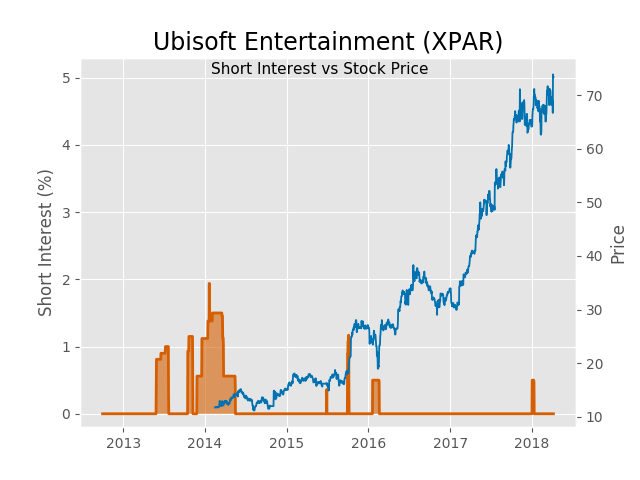 Ubisoft Entertainment (XPAR)
Short Interest vs Stock Price
Short Interest (%)
5
4
3
2
1
0
70
60
50
40
30
20
10
Price
2013 2014 2015 2016 2017 2018